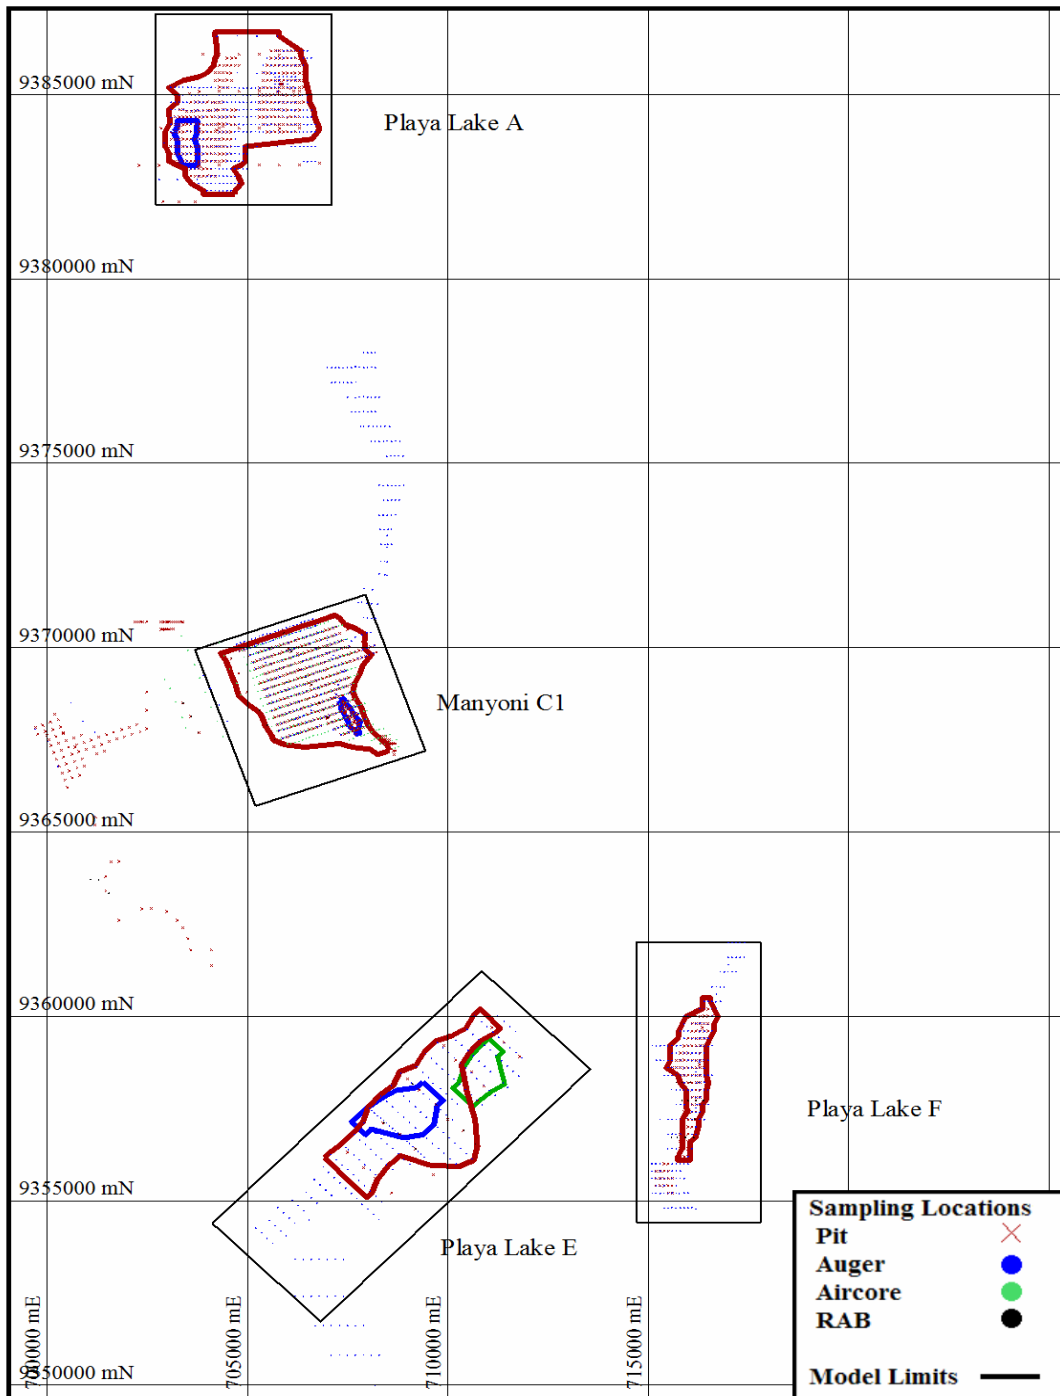 9385000 mN
Playa Lake A
9380000 mN
9375000 mN
9370000 mN
Manyoni C1
9365000 mN
9360000 mN
Playa Lake F
9355000 mN
Playa Lake E
9350000 mN
700000 mE
705000 mE
710000 mE
715000 mE
Sampling Locations
Pit
Auger
Aircore
RAB
Model Limits